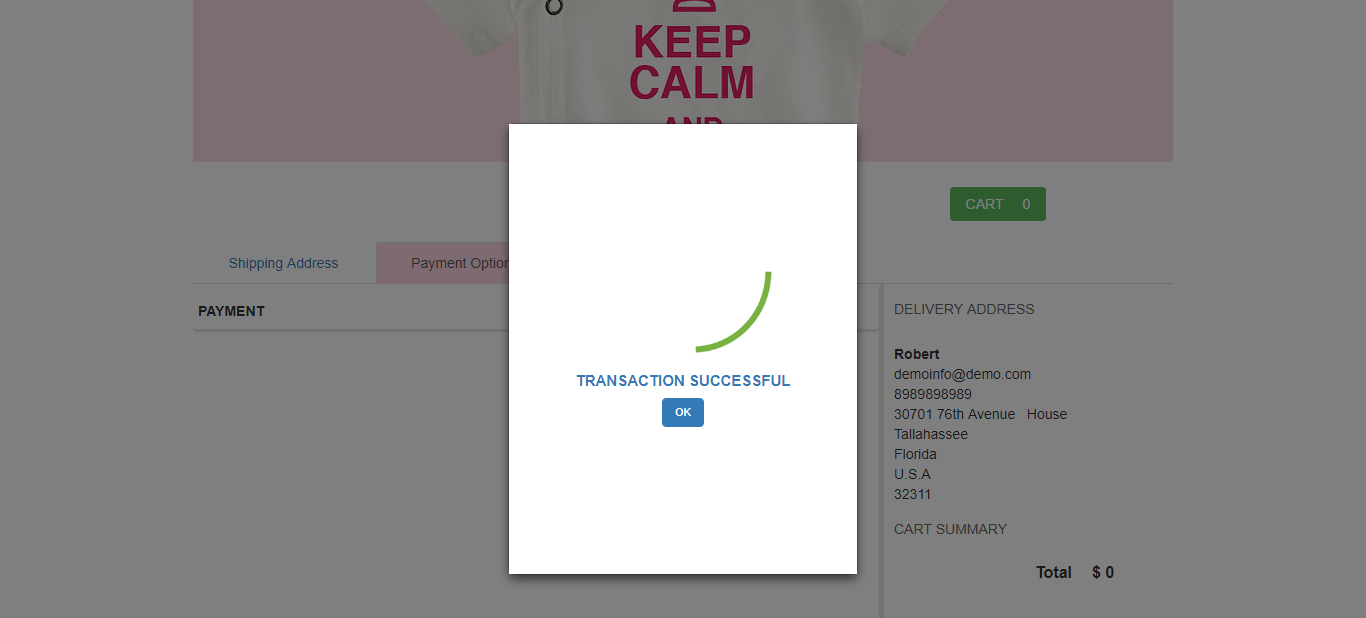 KEEP
CALM
AND
CART 0
Shipping Address
Payment Option
PAYMENT
TRANSACTION SUCCESSFUL
OK
DELIVERY ADDRESS
Robert
demoinfo@demo.com
8989898989
30701 76th Avenue House
Tallahassee
Florida
U.S.A
32311
CART SUMMARY
Total $ 0